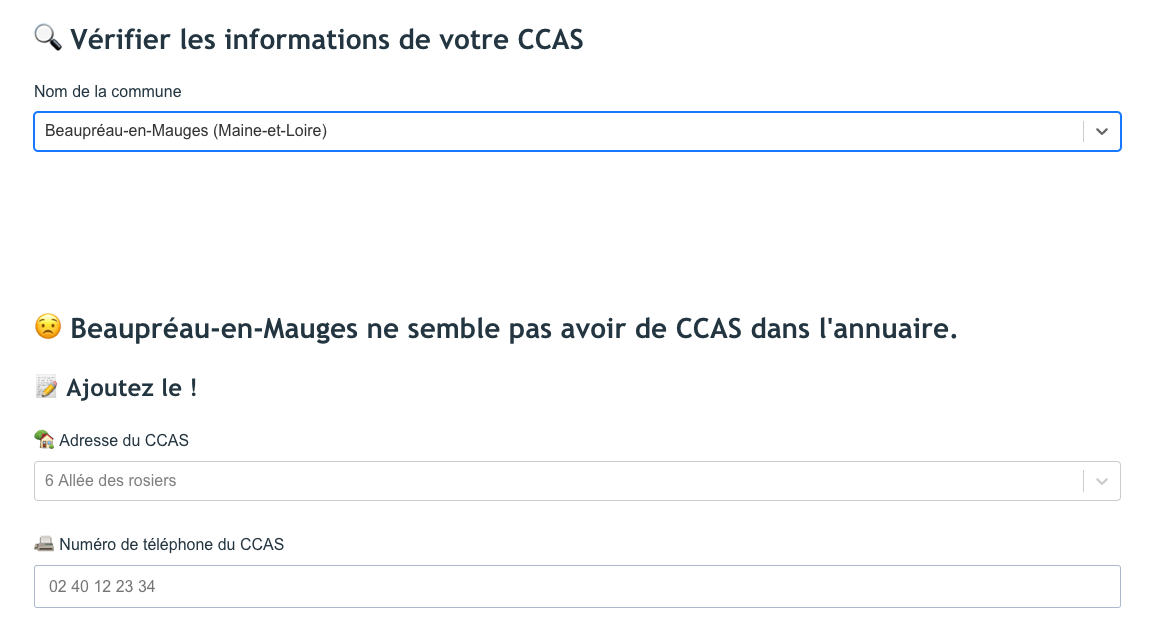 🔍 Vérifier les informations de votre CCAS
Nom de la commune
Beaupréau-en-Mauges (Maine-et-Loire)
😟 Beaupréau-en-Mauges ne semble pas avoir de CCAS dans l'annuaire.
📝 Ajoutez le !
🏡 Adresse du CCAS
6 Allée des rosiers
📠 Numéro de téléphone du CCAS
02 40 12 23 34